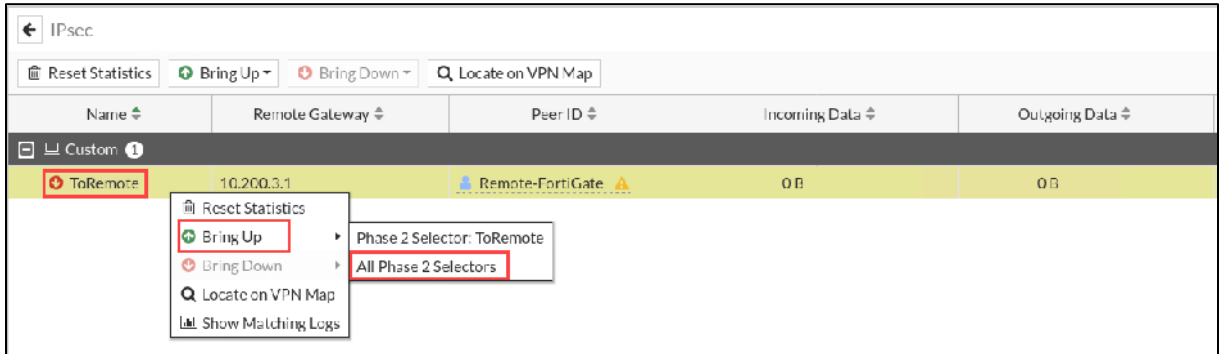 IPsec
Reset Statistics Bring Up Bring Down Locate on VPN Map
Name Remote Gateway Peer ID Incoming Data Outgoing Data
Custom 1
ToRemote 10.200.3.1 Remote-FortiGate 0 B 0 B
Reset Statistics
Bring Up Phase 2 Selector: ToRemote
Bring Down All Phase 2 Selectors
Locate on VPN Map
Show Matching Logs